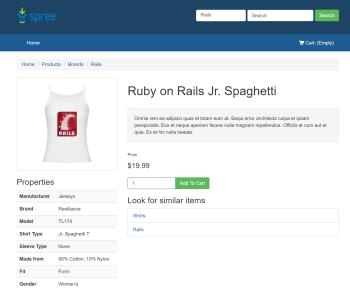 spree
Rails
Search
Search
Home
Cart: (Empty)
Home / Products / Brands / Rails
RAILS
Ruby on Rails Jr. Spaghetti
Omnis rem ea adipisci quas et totam eum at. Sequi error architecto culpa et ipsam
perspiciatis. Eos et neque aperiam facere nulla magnam repellendus. Officia at cum aut et
quia. Ex et hic nulla beatae.
Price
$19.99
1
Add To Cart
Properties
Manufacturer Jerseys
Brand Resiliance
Model TL174
Shirt Type Jr. Spaghetti T
Sleeve Type None
Made from 90% Cotton, 10% Nylon
Fit Form
Gender Women's
Look for similar items
Shirts
Rails